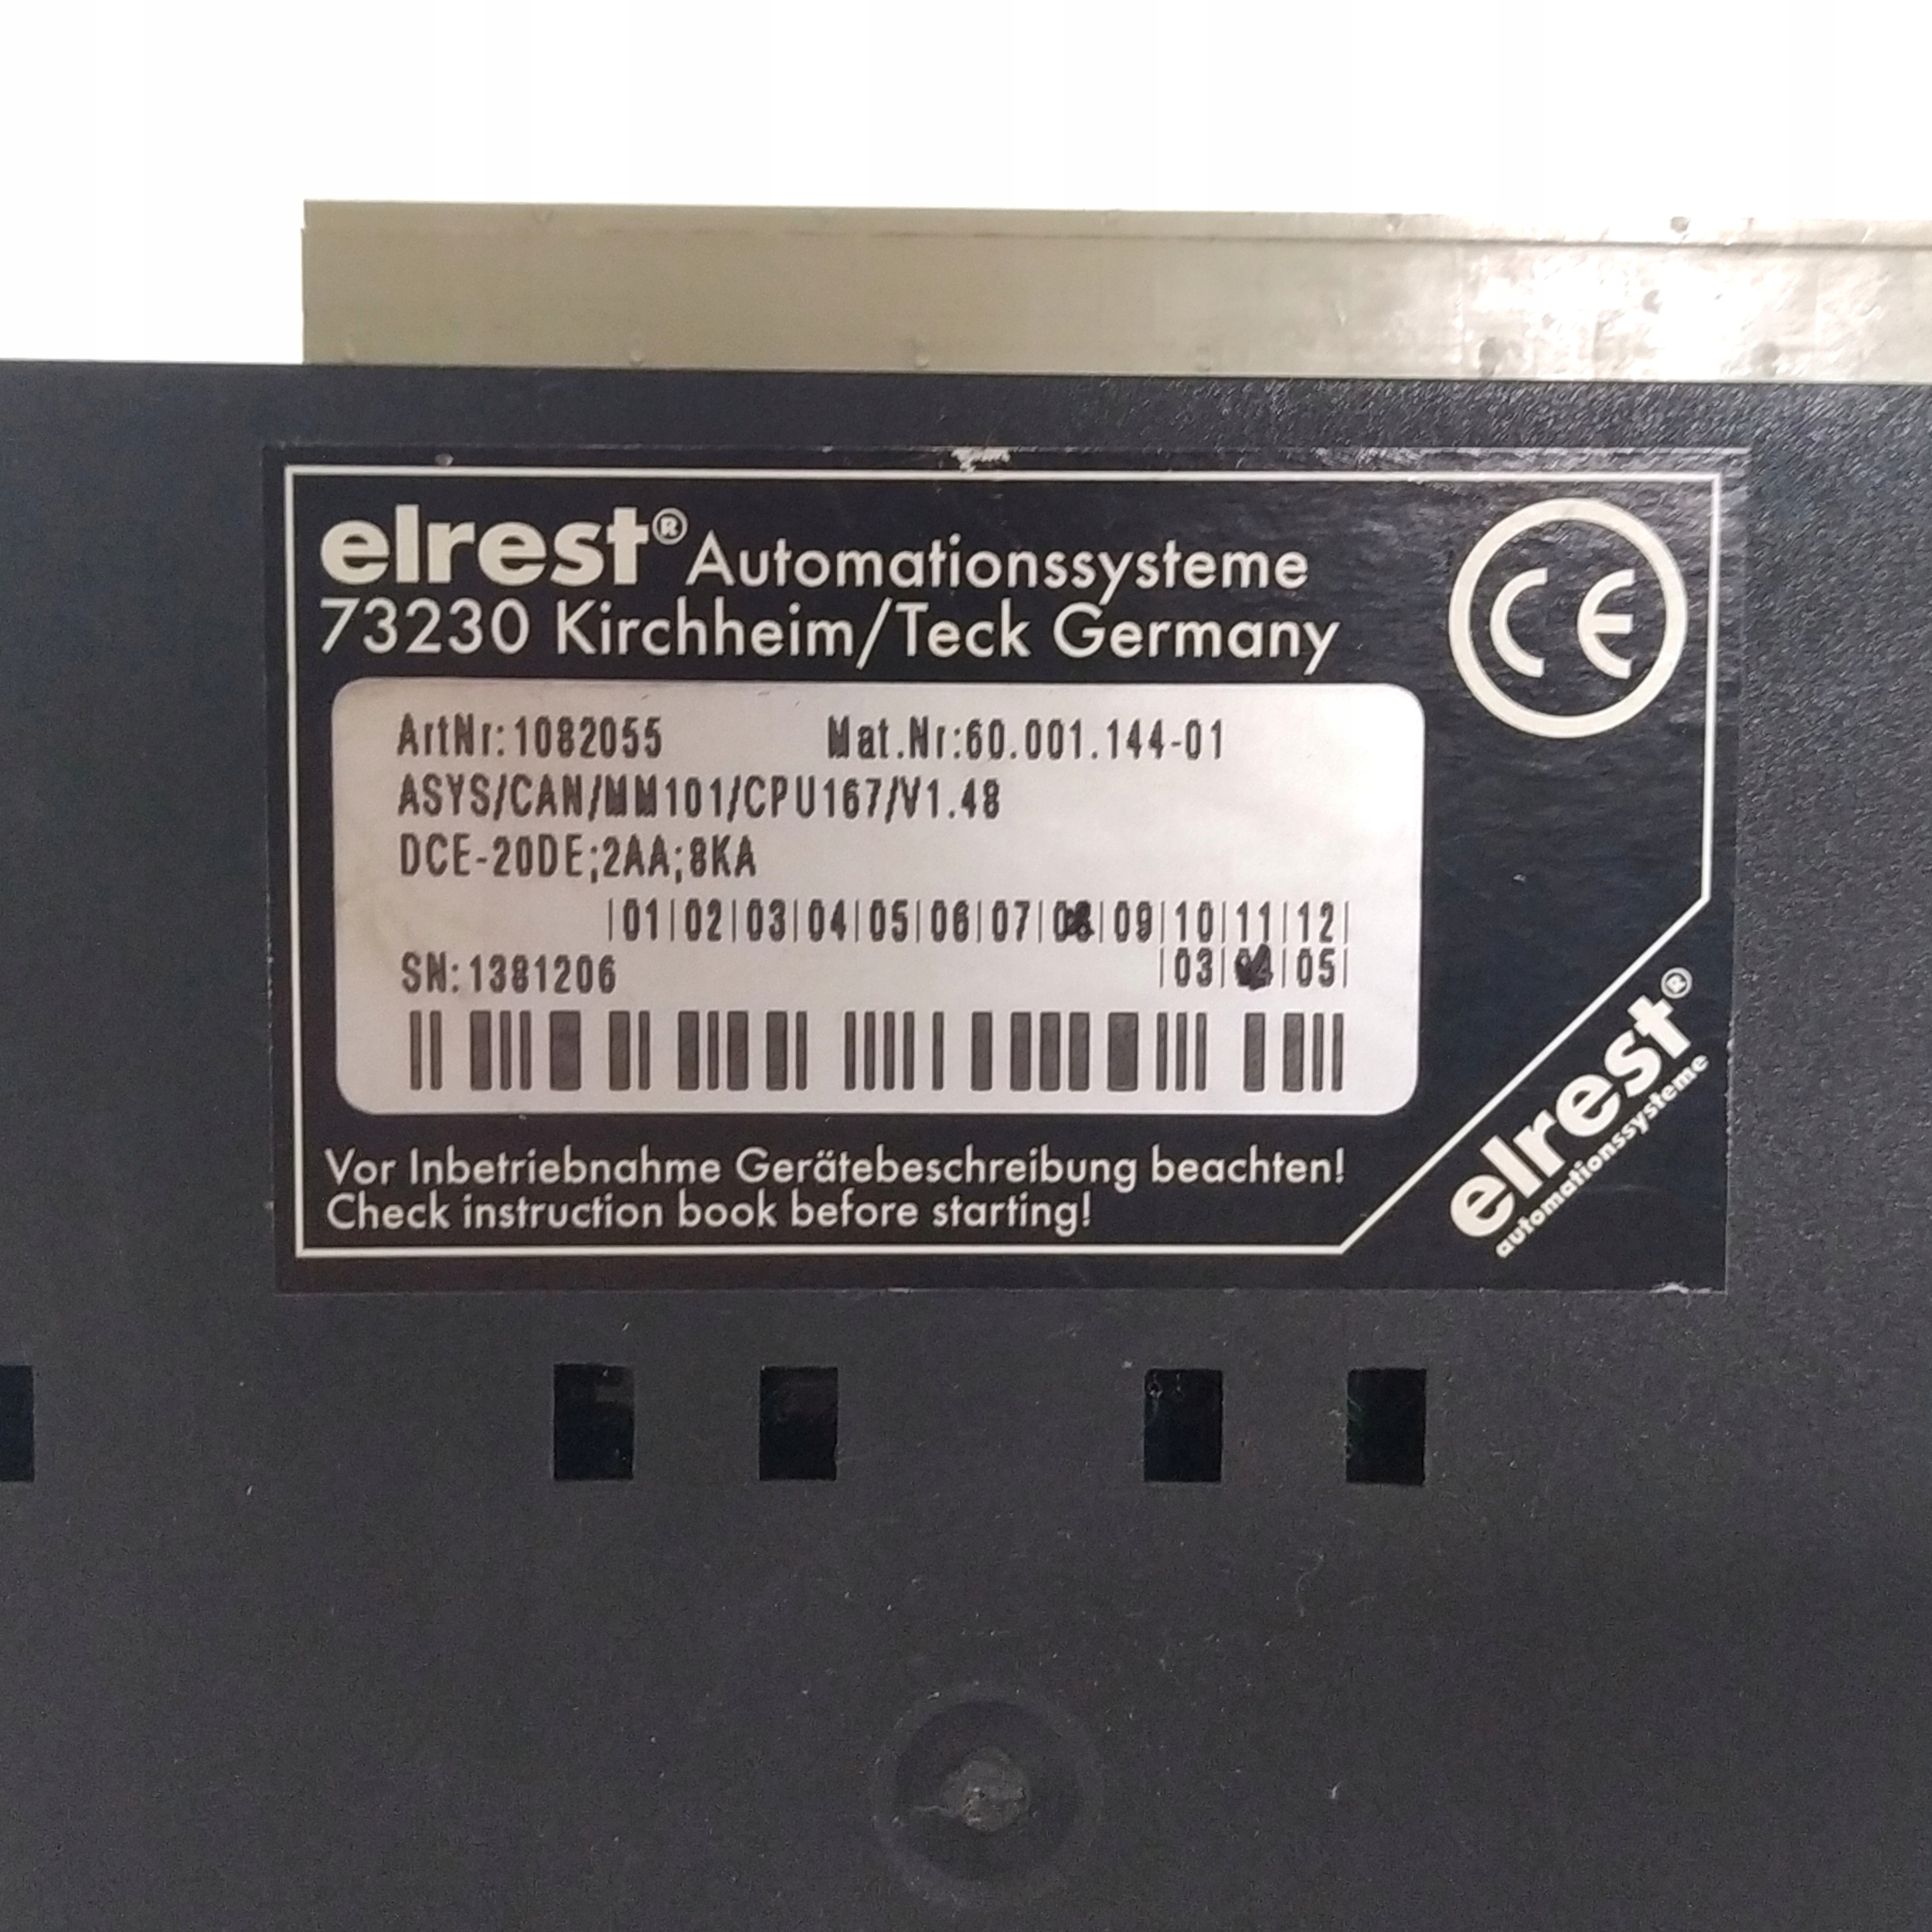 elrest® Automationssysteme
73230 Kirchheim/Teck Germany
CE
ArtNr:1082055 Mat.Nr:60.001.144-01
ASYS/CAN/MM101/CPU167/V1.48
DCE-20DE;2AA;8KA
|01|02|03|04|05|06|07|08|09|10|11|12|
SN:1381206 |03|04|05|
Vor Inbetriebnahme Gerätebeschreibung beachten!
Check instruction book before starting!
elrest®
automationssysteme